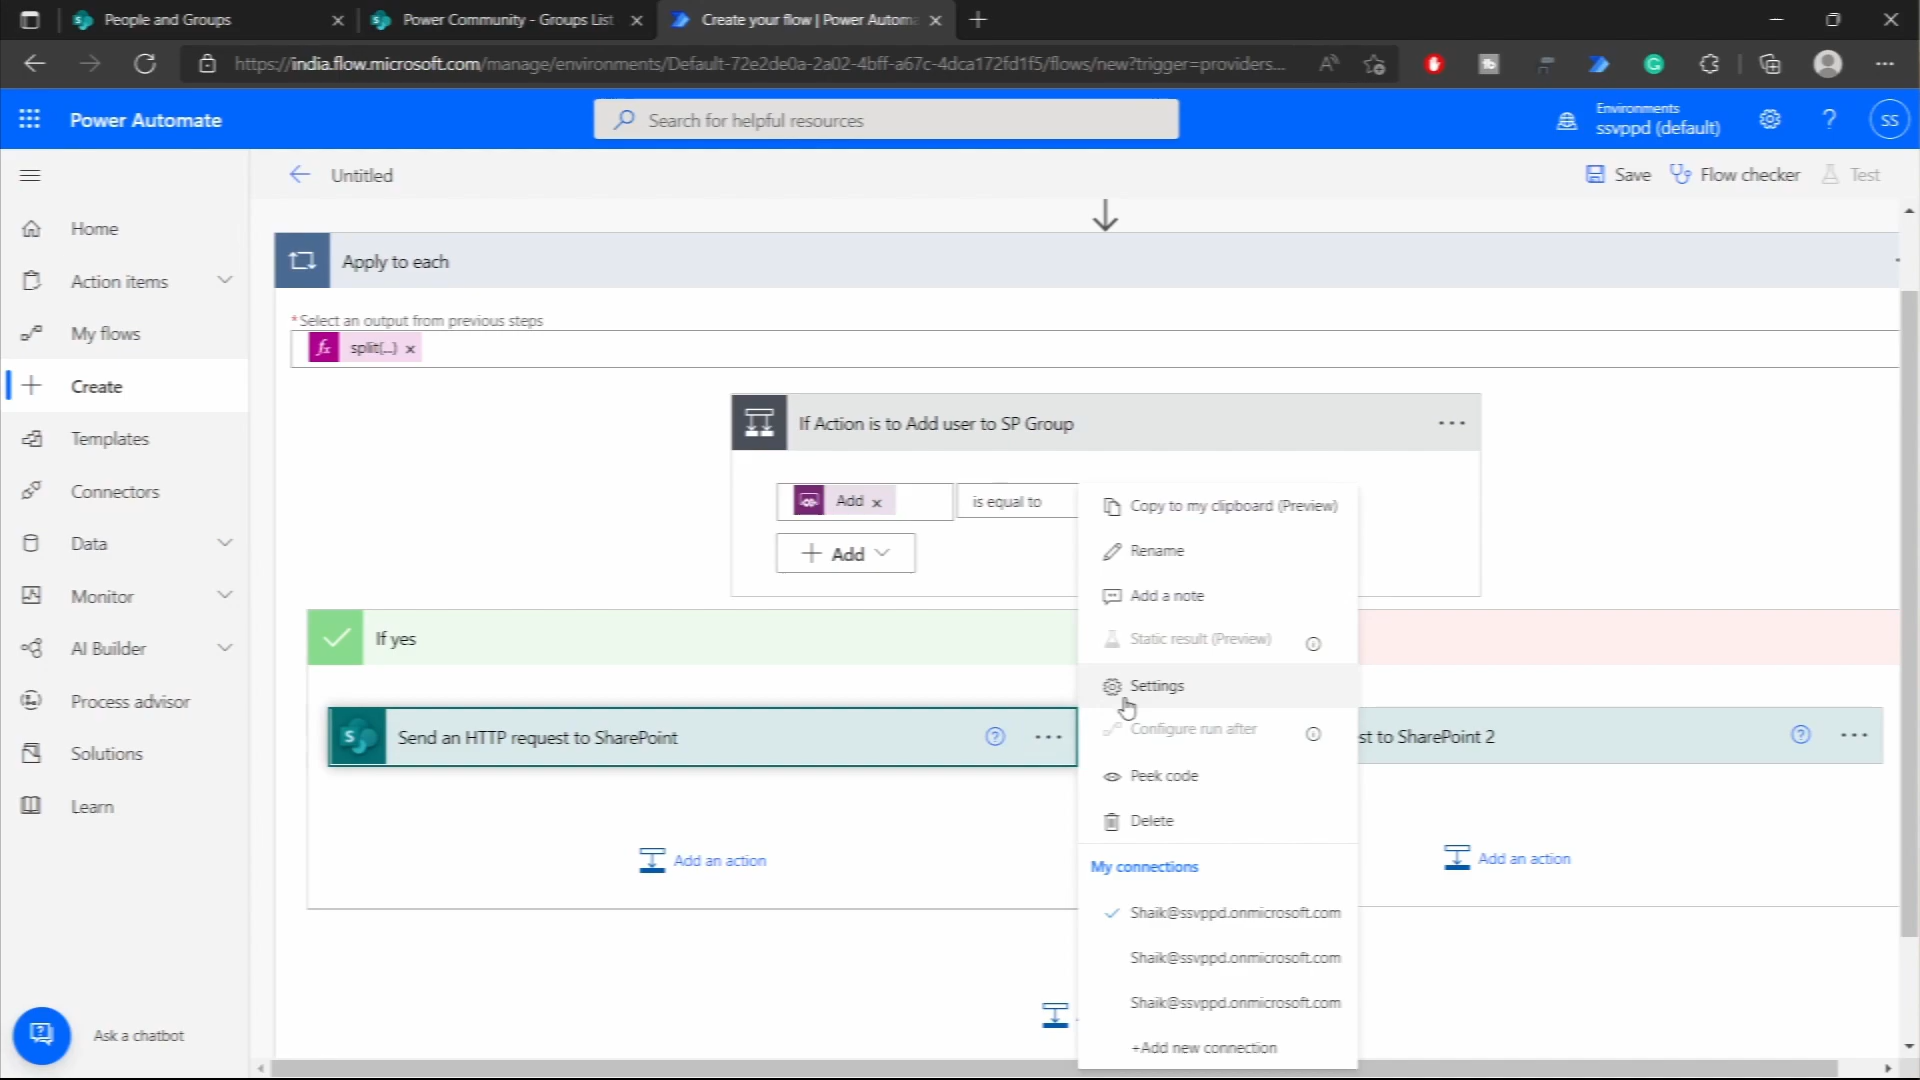 People and Groups
Power Community - Groups List
Create your flow | Power Automa
https://india.flow.microsoft.com/manage/environments/Default-72e2de0a-2a02-4bff-a67c-4dca172fd1f5/flows/new?trigger=providers...
Power Automate
Search for helpful resources
Environments
ssvppd (default)
SS
Untitled
Save
Flow checker
Test
Home
Action items
My flows
Create
Templates
Connectors
Data
Monitor
AI Builder
Process advisor
Solutions
Learn
Ask a chatbot
Apply to each
* Select an output from previous steps
fx split(...) x
If Action is to Add user to SP Group
Add x
is equal to
+ Add
If yes
Send an HTTP request to SharePoint
Add an action
Copy to my clipboard (Preview)
Rename
Add a note
Static result (Preview)
Settings
Configure run after
Peek code
Delete
My connections
Shaik@ssvppd.onmicrosoft.com
Shaik@ssvppd.onmicrosoft.com
Shaik@ssvppd.onmicrosoft.com
+Add new connection
st to SharePoint 2
Add an action